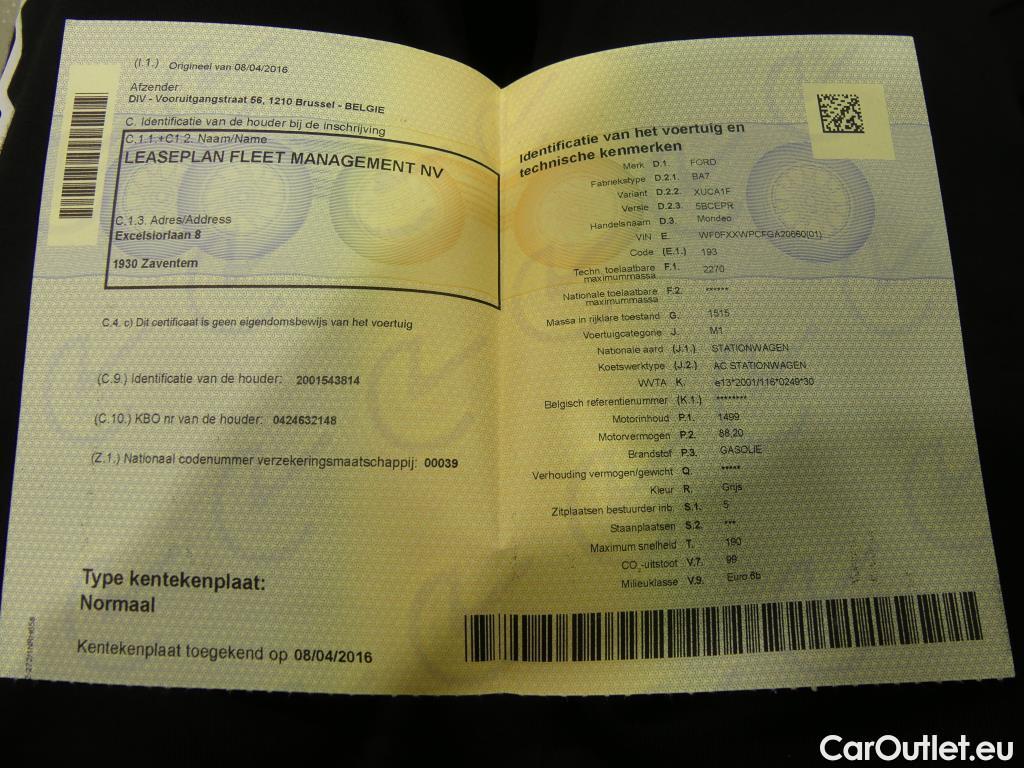 (I.1.) Origineel van 08/04/2016
Afzender:
DIV - Vooruitgangstraat 56, 1210 Brussel - BELGIE
C. Identificatie van de houder bij de inschrijving
C.1.1.+C1.2. Naam/Name
LEASEPLAN FLEET MANAGEMENT NV
C.1.3. Adres/Address
Excelsiorlaan 8
1930 Zaventem
C.4. c) Dit certificaat is geen eigendomsbewijs van het voertuig
(C.9.) Identificatie van de houder: 2001543814
(C.10.) KBO nr van de houder: 0424632148
(Z.1.) Nationaal codenummer verzekeringsmaatschappij: 00039
Type kentekenplaat:
Normaal
Kentekenplaat toegekend op 08/04/2016
Identificatie van het voertuig en
technische kenmerken
Merk D.1. FORD
Fabriekstype D.2.1. BA7
Variant D.2.2. XUCA1F
Versie D.2.3. 5BCEPR
Handelsnaam D.3. Mondeo
VIN E. WF0FXXWPCFGA20660(01)
Code (E.1.) 193
Techn. toelaatbare
maximummassa F.1. 2270
Nationale toelaatbare
maximummassa F.2. ******
Massa in rijklare toestand G. 1515
Voertuigcategorie J. M1
Nationale aard (J.1.) STATIONWAGEN
Koetswerktype (J.2.) AC STATIONWAGEN
WVTA K. e13*2001/116*0249*30
Belgisch referentienummer (K.1.) ********
Motorinhoud P.1. 1499
Motorvermogen P.2. 88,20
Brandstof P.3. GASOLIE
Verhouding vermogen/gewicht Q. *****
Kleur R. Grijs
Zitplaatsen bestuurder inb. S.1. 5
Staanplaatsen S.2. ***
Maximum snelheid T. 190
CO2-uitstoot V.7. 99
Milieuklasse V.9. Euro 6b
CarOutlet.eu